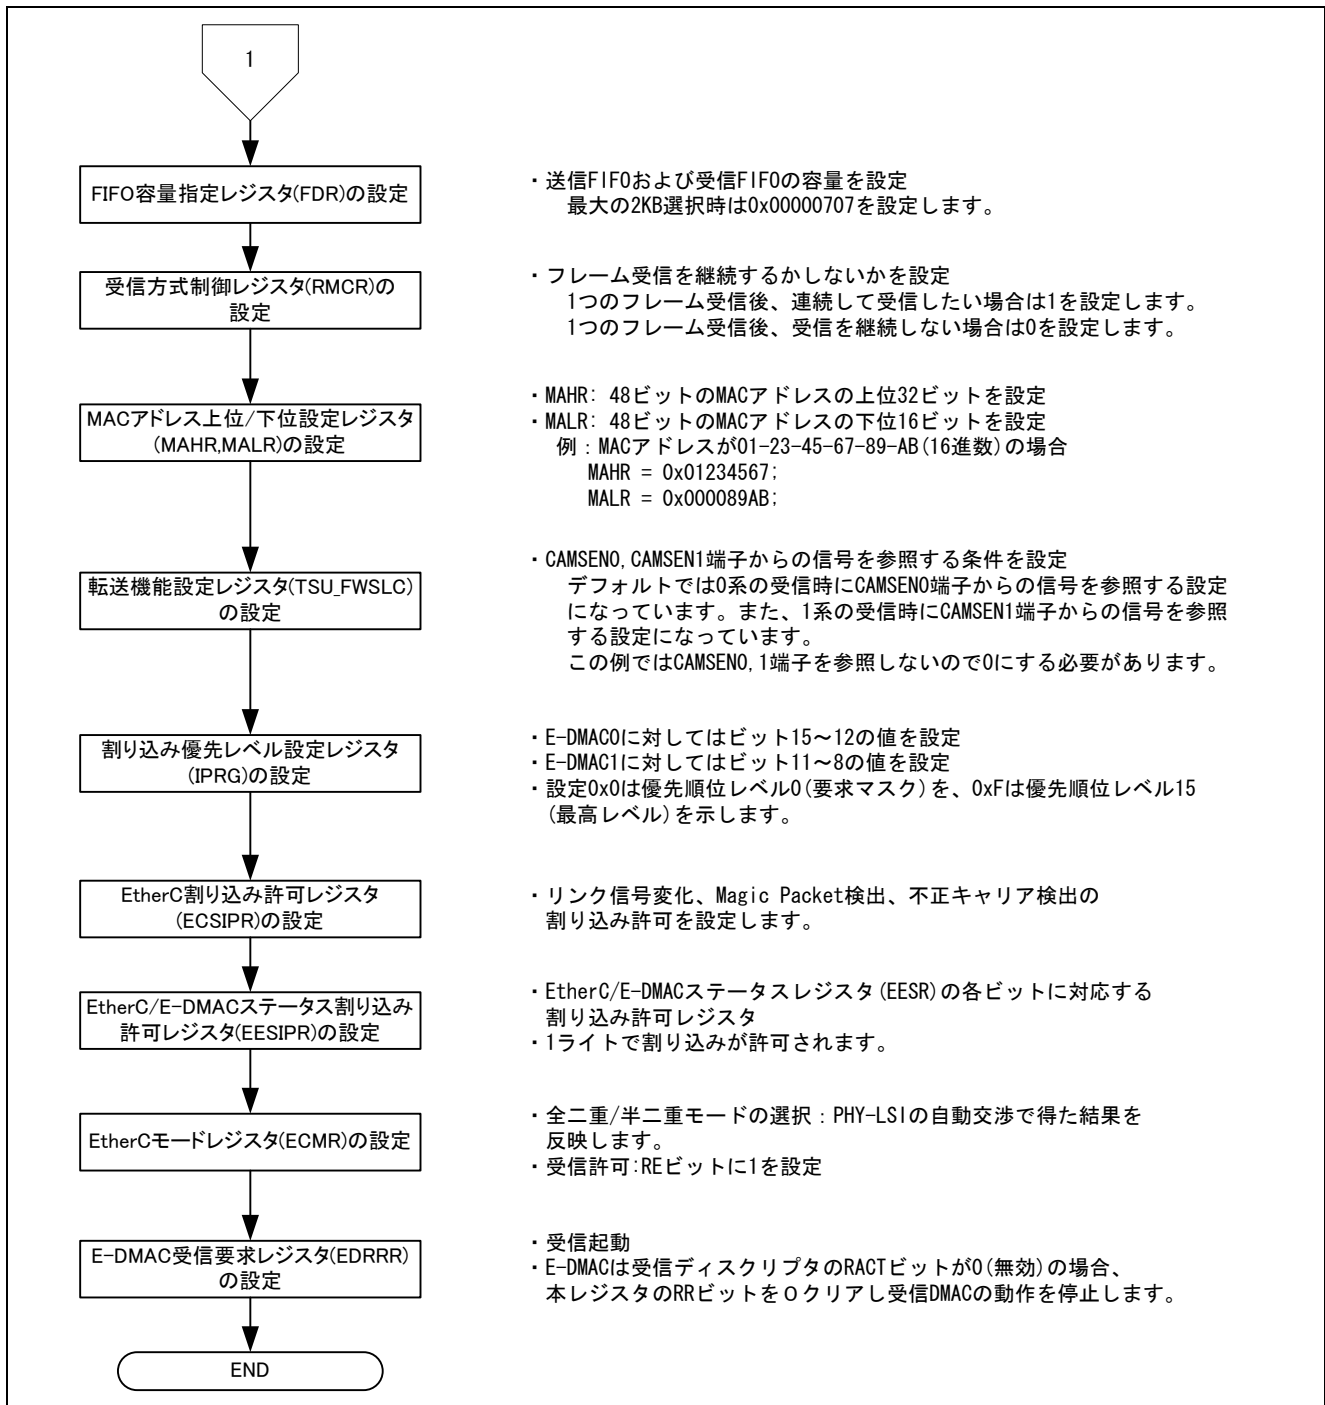 1
FIFO容量指定レジスタ(FDR)の設定
・送信FIFOおよび受信FIFOの容量を設定
最大の2KB選択時は0x00000707を設定します。
受信方式制御レジスタ(RMCR)の
設定
・フレーム受信を継続するかしないかを設定
1つのフレーム受信後、連続して受信したい場合は1を設定します。
1つのフレーム受信後、受信を継続しない場合は0を設定します。
MACアドレス上位/下位設定レジスタ
(MAHR,MALR)の設定
・MAHR: 48ビットのMACアドレスの上位32ビットを設定
・MALR: 48ビットのMACアドレスの下位16ビットを設定
例：MACアドレスが01-23-45-67-89-AB(16進数)の場合
MAHR = 0x01234567;
MALR = 0x000089AB;
転送機能設定レジスタ(TSU_FWSLC)
の設定
・CAMSEN0,CAMSEN1端子からの信号を参照する条件を設定
デフォルトでは0系の受信時にCAMSEN0端子からの信号を参照する設定
になっています。また、1系の受信時にCAMSEN1端子からの信号を参照
する設定になっています。
この例ではCAMSEN0,1端子を参照しないので0にする必要があります。
割り込み優先レベル設定レジスタ
(IPRG)の設定
・E-DMAC0に対してはビット15～12の値を設定
・E-DMAC1に対してはビット11～8の値を設定
・設定0x0は優先順位レベル0(要求マスク)を、0xFは優先順位レベル15
(最高レベル)を示します。
EtherC割り込み許可レジスタ
(ECSIPR)の設定
・リンク信号変化、Magic Packet検出、不正キャリア検出の
割り込み許可を設定します。
EtherC/E-DMACステータス割り込み
許可レジスタ(EESIPR)の設定
・EtherC/E-DMACステータスレジスタ(EESR)の各ビットに対応する
割り込み許可レジスタ
・1ライトで割り込みが許可されます。
EtherCモードレジスタ(ECMR)の設定
・全二重/半二重モードの選択：PHY-LSIの自動交渉で得た結果を
反映します。
・受信許可:REビットに1を設定
E-DMAC受信要求レジスタ(EDRRR)
の設定
・受信起動
・E-DMACは受信ディスクリプタのRACTビットが0(無効)の場合、
本レジスタのRRビットを０クリアし受信DMACの動作を停止します。
END